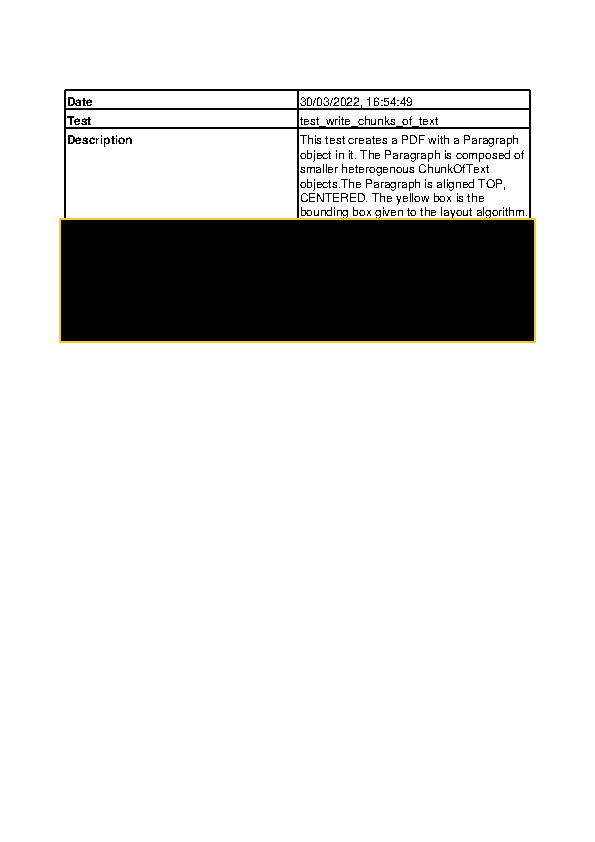 Date 30/03/2022, 16:54:49
Test test_write_chunks_of_text
Description This test creates a PDF with a Paragraph
object in it. The Paragraph is composed of
smaller heterogenous ChunkOfText
objects.The Paragraph is aligned TOP,
CENTERED. The yellow box is the
bounding box given to the layout algorithm.